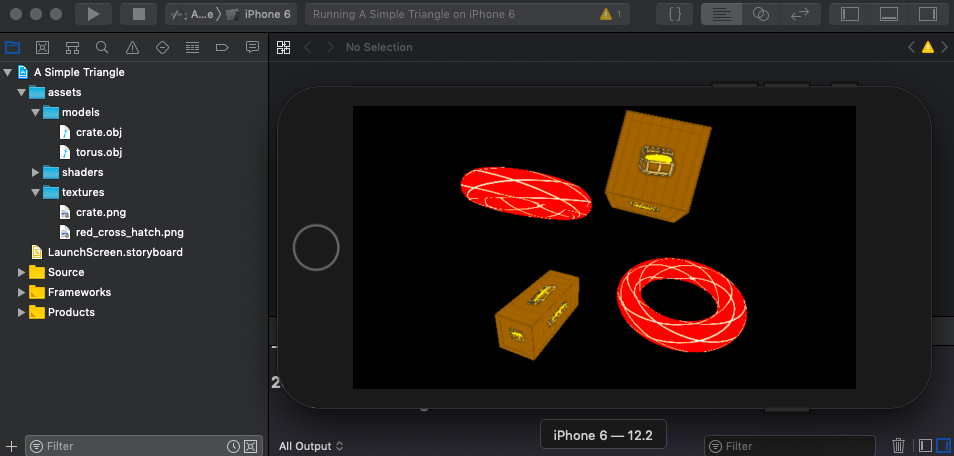 A...e
iPhone 6
Running A Simple Triangle on iPhone 6
1
{ }
No Selection
A Simple Triangle
assets
models
crate.obj
torus.obj
shaders
textures
crate.png
red_cross_hatch.png
LaunchScreen.storyboard
Source
Frameworks
Products
2
Filter
All Output
iPhone 6 — 12.2
Filter